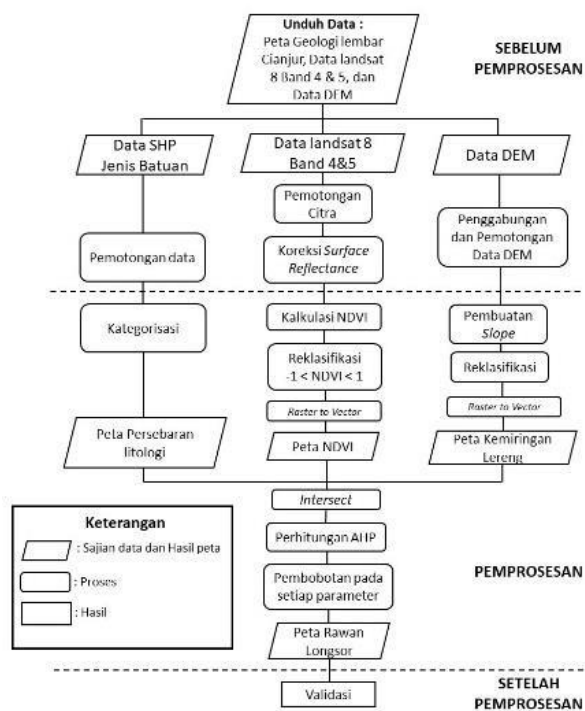 Unduh Data :
Peta Geologi lembar
Cianjur, Data landsat
8 Band 4 & 5, dan
Data DEM
SEBELUM
PEMPROSESAN
Data SHP
Jenis Batuan
Data landsat 8
Band 4&5
Data DEM
Pemotongan
Citra
Pemotongan data
Koreksi Surface
Reflectance
Penggabungan
dan Pemotongan
Data DEM
Kategorisasi
Kalkulasi NDVI
Pembuatan
Slope
Reklasifikasi
-1 < NDVI < 1
Reklasifikasi
Raster to Vector
Raster to Vector
Peta Persebaran
litologi
Peta NDVI
Peta Kemiringan
Lereng
Intersect
Perhitungan AHP
Pembobotan pada
setiap parameter
Peta Rawan
Longsor
PEMPROSESAN
Keterangan
: Sajian data dan Hasil peta
: Proses
: Hasil
Validasi
SETELAH
PEMPROSESAN